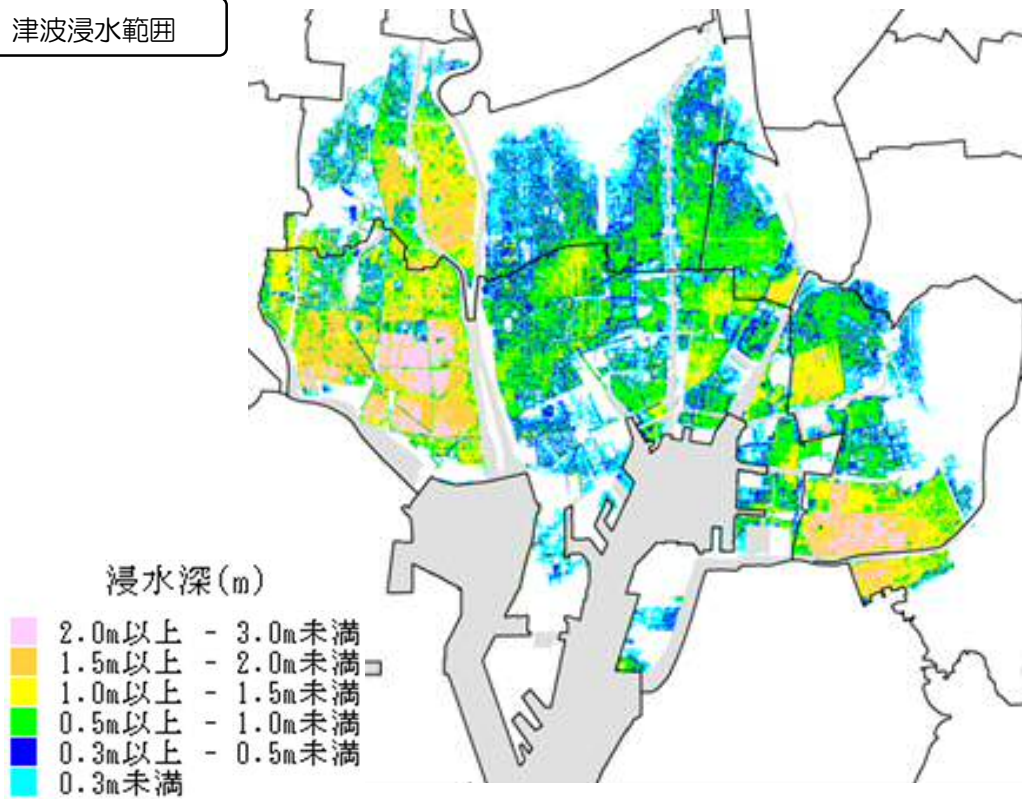 津波浸水範囲
浸水深(m)
2.0m以上 - 3.0m未満
1.5m以上 - 2.0m未満
1.0m以上 - 1.5m未満
0.5m以上 - 1.0m未満
0.3m以上 - 0.5m未満
0.3m未満